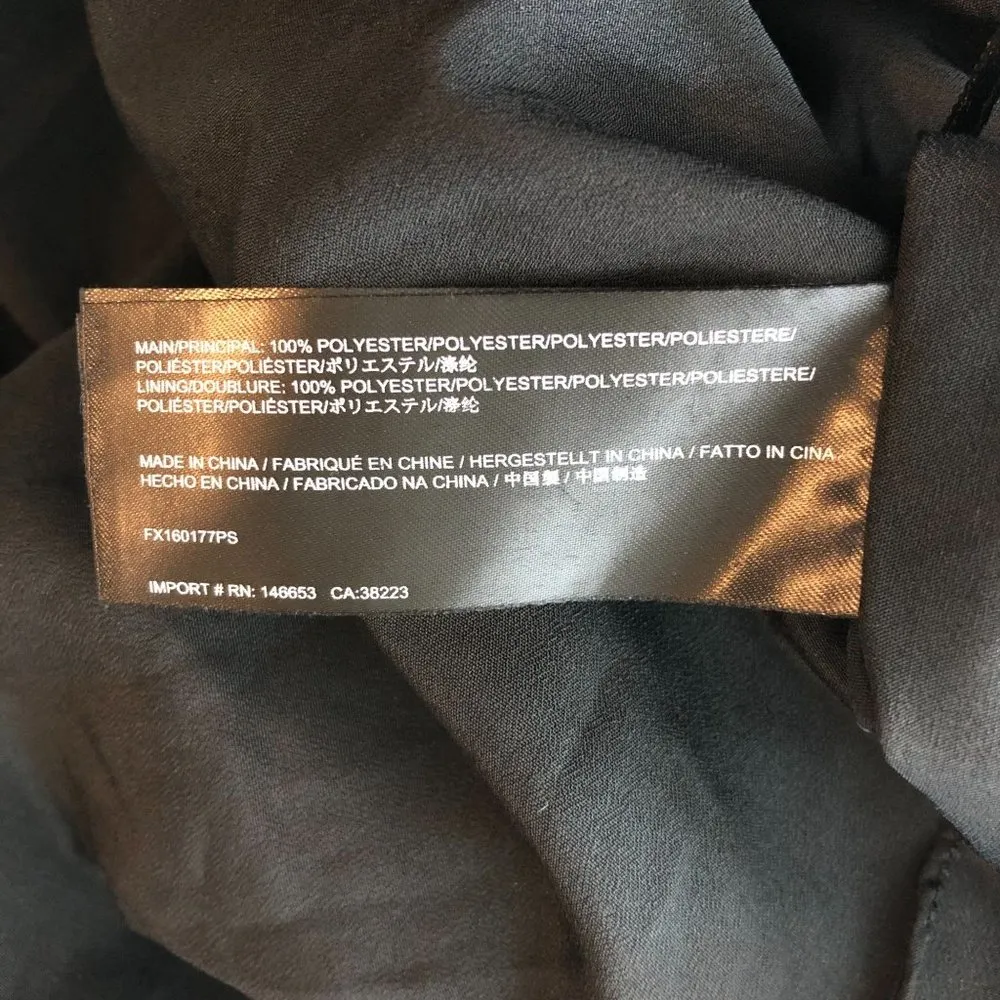 MAIN/PRINCIPAL: 100% POLYESTER/POLYESTER/POLYESTER/POLIESTERE/
POLIÉSTER/POLIÉSTER/ポリエステル/涤纶
LINING/DOUBLURE: 100% POLYESTER/POLYESTER/POLYESTER/POLIESTERE/
POLIÉSTER/POLIÉSTER/ポリエステル/涤纶
MADE IN CHINA / FABRIQUÉ EN CHINE / HERGESTELLT IN CHINA / FATTO IN CINA
HECHO EN CHINA / FABRICADO NA CHINA / 中国製 / 中国制造
FX160177PS
IMPORT # RN: 146653 CA:38223